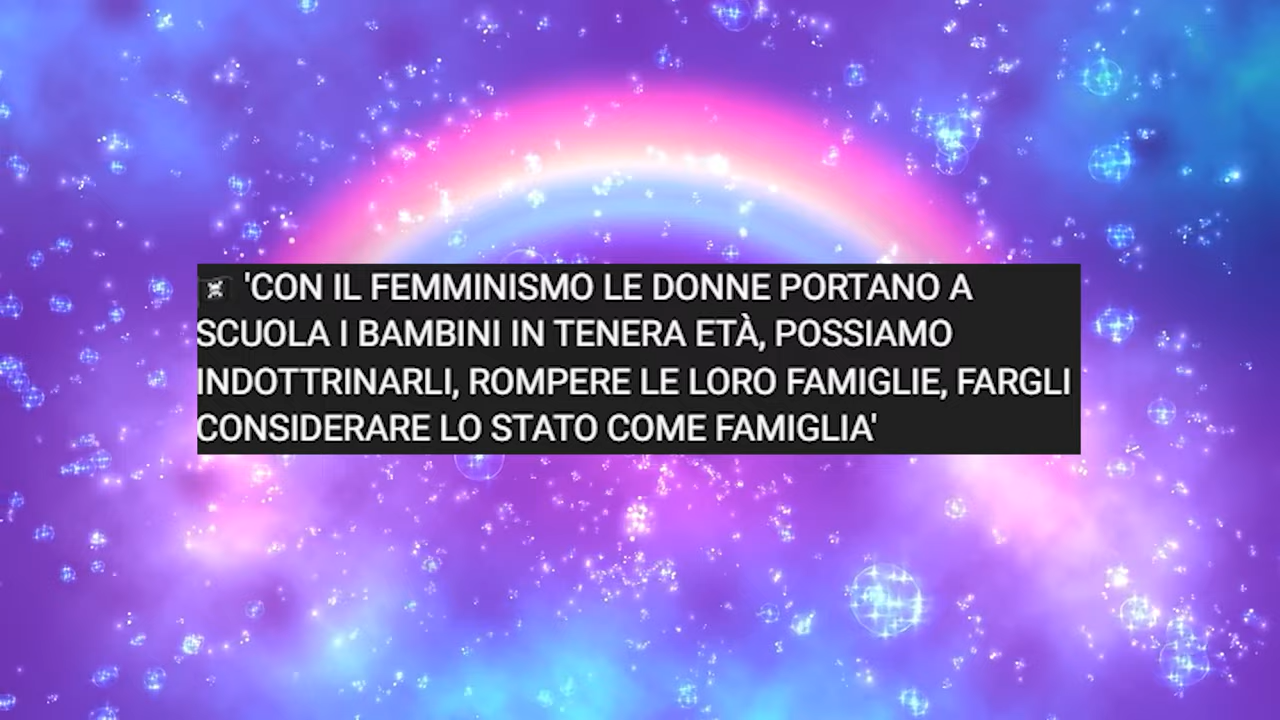 'CON IL FEMMINISMO LE DONNE PORTANO A
SCUOLA I BAMBINI IN TENERA ETÀ, POSSIAMO
INDOTTRINARLI, ROMPERE LE LORO FAMIGLIE, FARGLI
CONSIDERARE LO STATO COME FAMIGLIA'